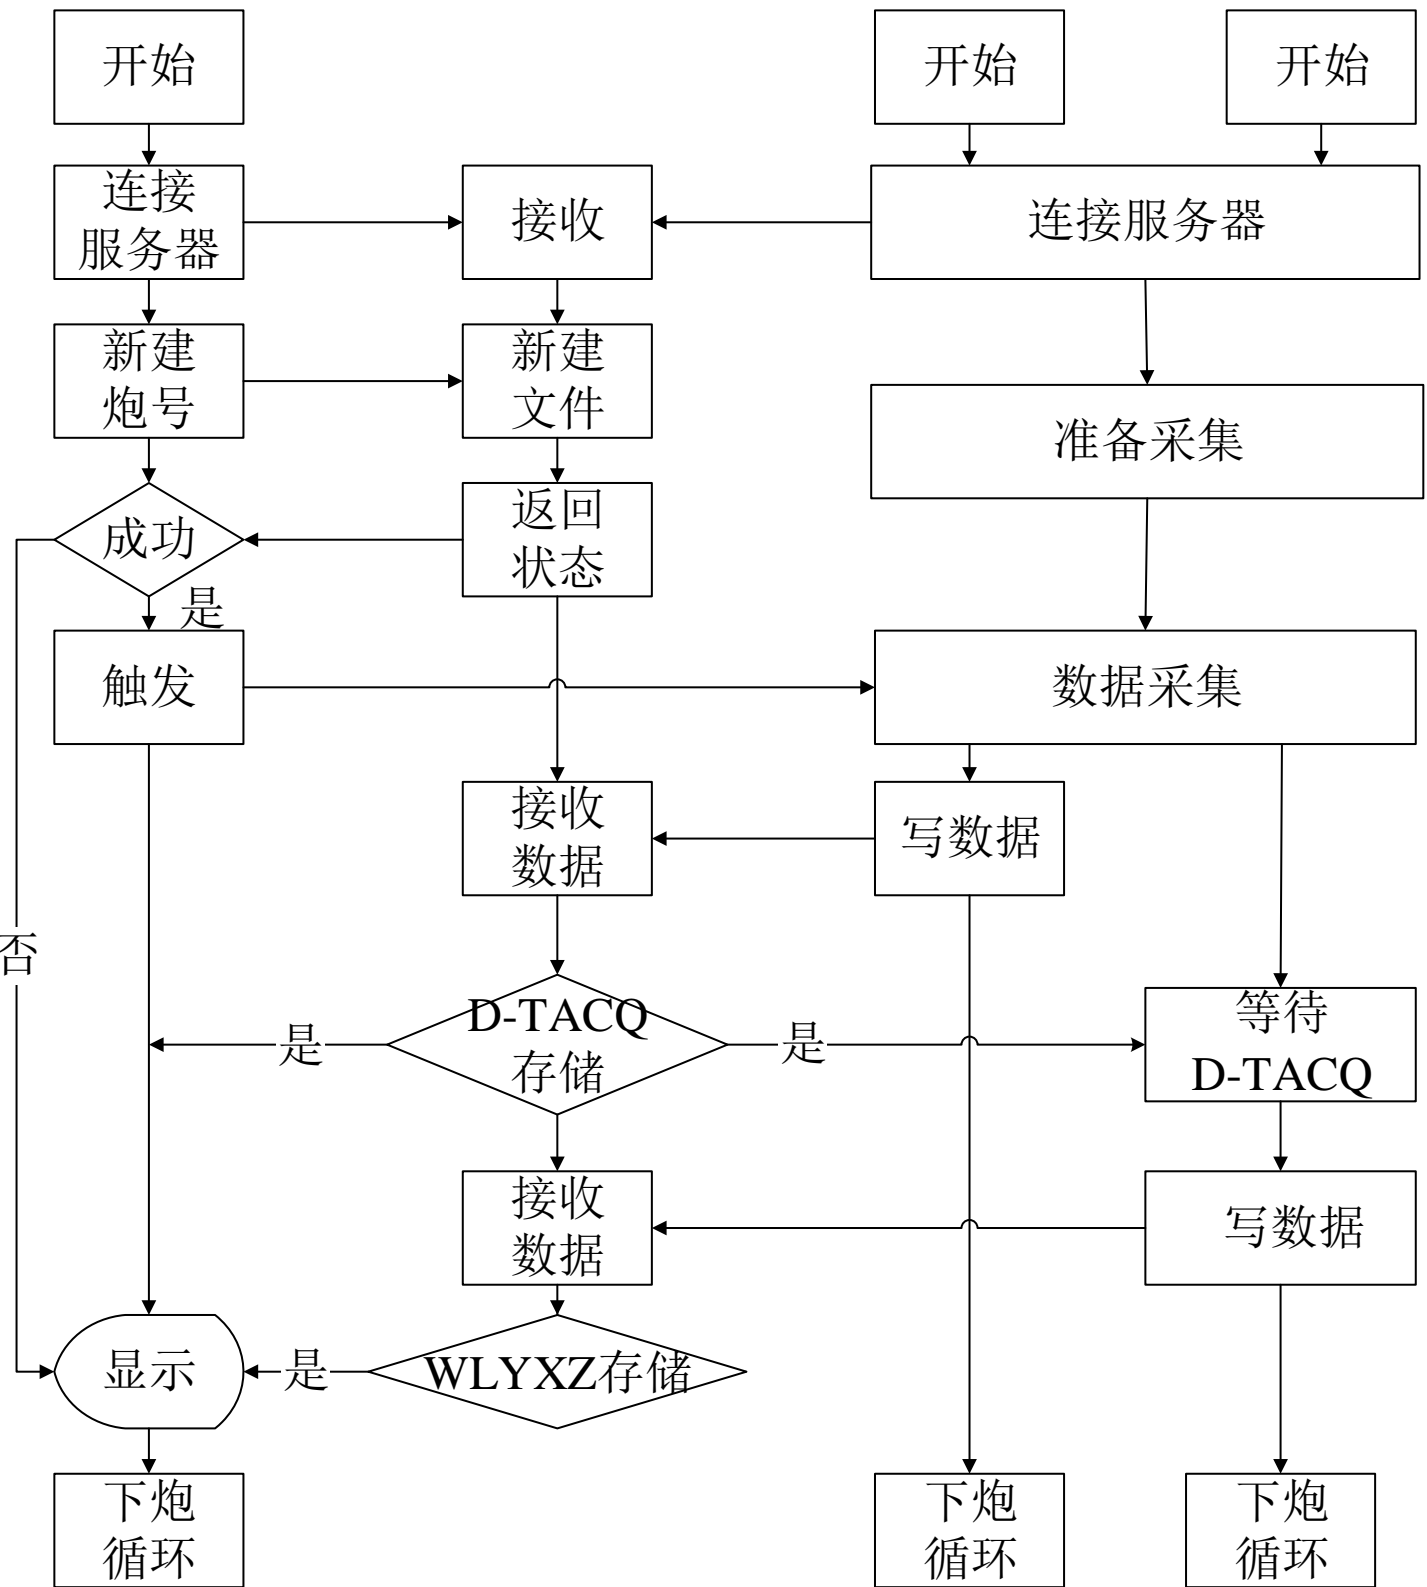 开始
开始
开始
连接
服务器
接收
连接服务器
新建
炮号
新建
文件
准备采集
成功
返回
状态
是
触发
数据采集
接收
数据
写数据
否
D-TACQ
存储
是
是
等待
D-TACQ
接收
数据
写数据
显示
是
WLYXZ存储
下炮
循环
下炮
循环
下炮
循环